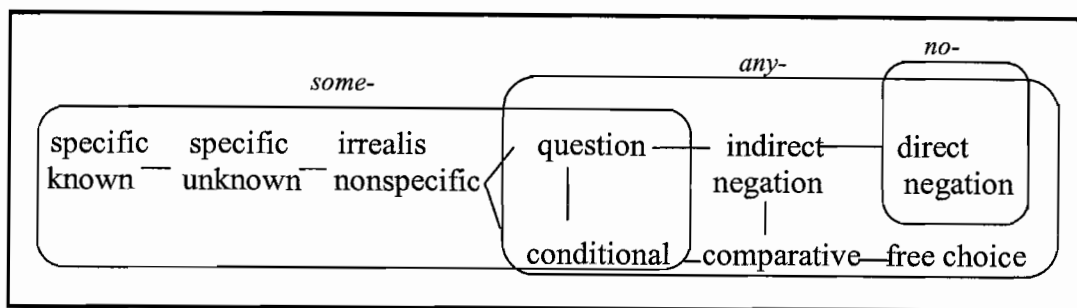 no-
any-
some-
specific specific irrealis question indirect direct
known unknown nonspecific negation negation
conditional comparative free choice